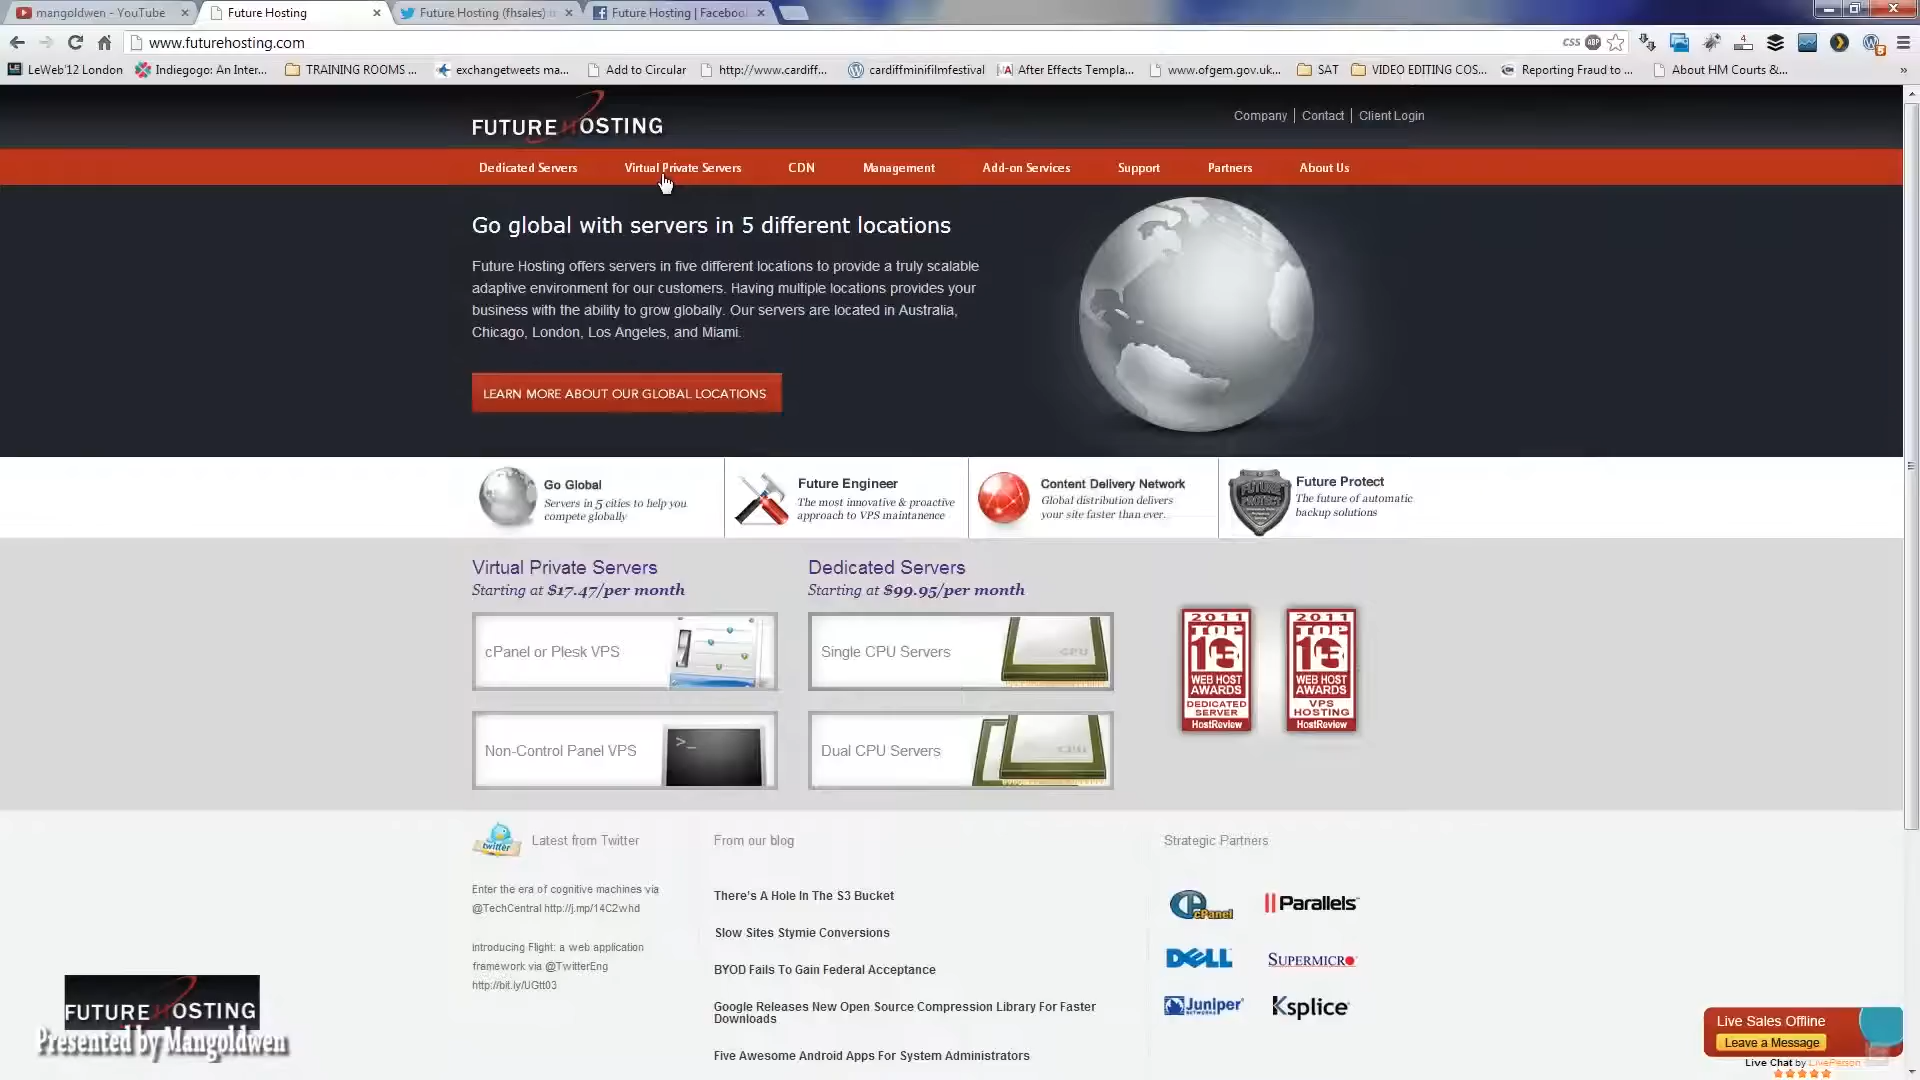 mangoldwen - YouTube
Future Hosting
Future Hosting (fhsales)
Future Hosting | Facebook
www.futurehosting.com
CSS
ABP
LeWeb'12 London
Indiegogo: An Inter...
TRAINING ROOMS ...
exchangetweets ma...
Add to Circular
http://www.cardiff...
cardiffminifilmfestival
After Effects Templa...
www.ofgem.gov.uk...
SAT
VIDEO EDITING COS...
Reporting Fraud to ...
About HM Courts &...
»
FUTURE HOSTING
Company | Contact | Client Login
Dedicated Servers
Virtual Private Servers
CDN
Management
Add-on Services
Support
Partners
About Us
Go global with servers in 5 different locations
Future Hosting offers servers in five different locations to provide a truly scalable
adaptive environment for our customers. Having multiple locations provides your
business with the ability to grow globally. Our servers are located in Australia,
Chicago, London, Los Angeles, and Miami.
LEARN MORE ABOUT OUR GLOBAL LOCATIONS
Go Global
Servers in 5 cities to help you
compete globally
Future Engineer
The most innovative & proactive
approach to VPS maintanence
Content Delivery Network
Global distribution delivers
your site faster than ever.
FUTURE
PROTECT
Future Protect
The future of automatic
backup solutions
Virtual Private Servers
Starting at $17.47/per month
cPanel or Plesk VPS
Non-Control Panel VPS
>_
Dedicated Servers
Starting at $99.95/per month
Single CPU Servers
CPU
Dual CPU Servers
CPU
2011
TOP
10
WEB HOST
AWARDS
DEDICATED
SERVER
HostReview
2011
TOP
10
WEB HOST
AWARDS
VPS
HOSTING
HostReview
twitter
Latest from Twitter
Enter the era of cognitive machines via
@TechCentral http://j.mp/14C2whd
introducing Flight: a web application
framework via @TwitterEng
http://bit.ly/UGtt03
From our blog
There's A Hole In The S3 Bucket
Slow Sites Stymie Conversions
BYOD Fails To Gain Federal Acceptance
Google Releases New Open Source Compression Library For Faster
Downloads
Five Awesome Android Apps For System Administrators
Strategic Partners
cPanel
Parallels
DELL
SUPERMICRO
Juniper
NETWORKS
Ksplice
FUTURE HOSTING
Presented by Mangoldwen
Live Sales Offline
Leave a Message
Live Chat by LivePerson